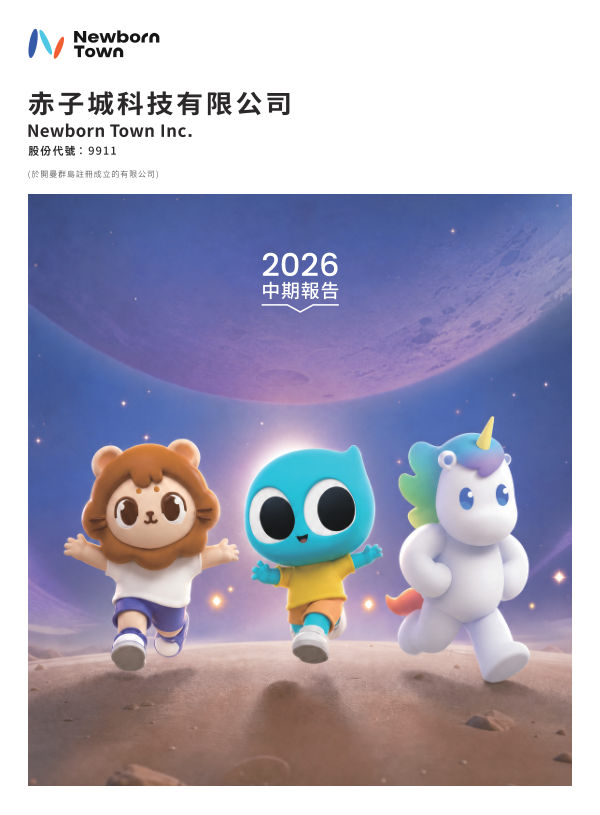 Newborn
Town
赤子城科技有限公司
Newborn Town Inc.
股份代號：9911
(於開曼群島註冊成立的有限公司)
2026
中期報告